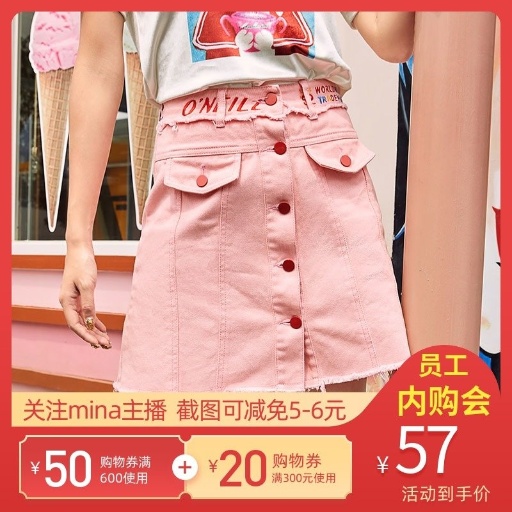 O'NEILL
WORLD
TRADE
员工
内购会
关注mina主播 截图可减免5-6元
¥50
购物券满
600使用
+
¥20
购物券
满300元使用
¥57
活动到手价